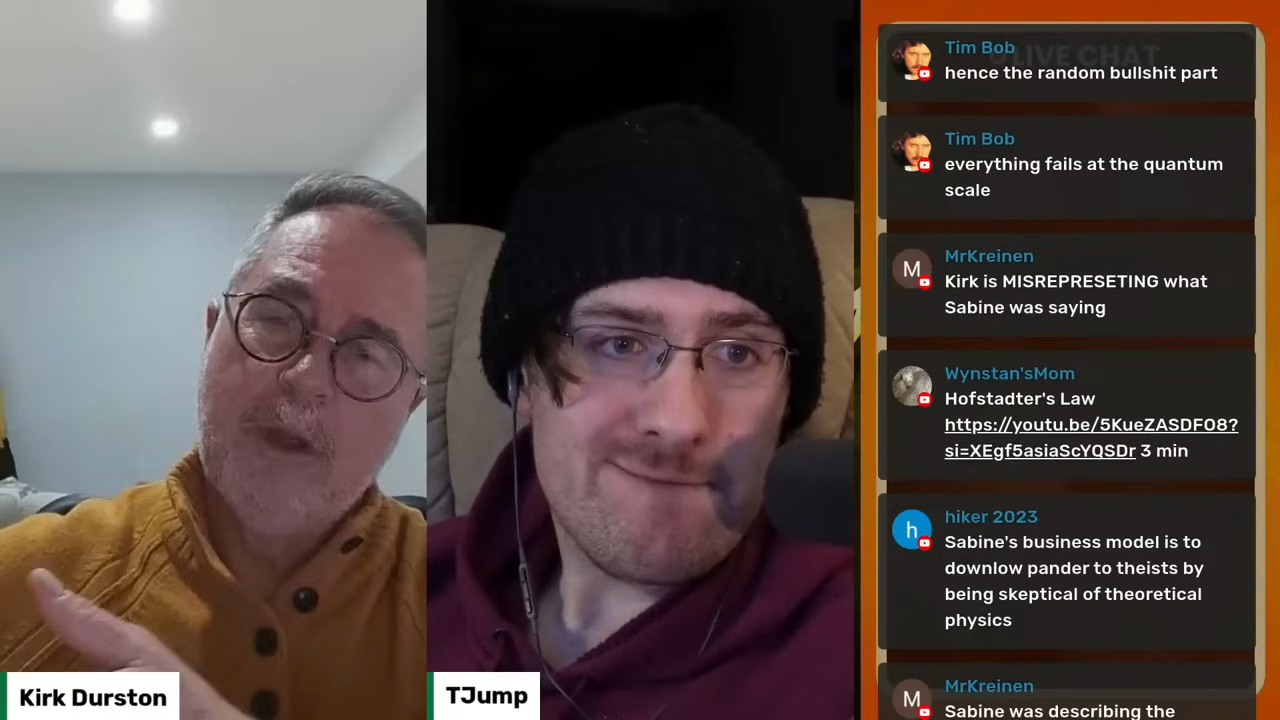 Kirk Durston
TJump
LIVE CHAT
Tim Bob
hence the random bullshit part
Tim Bob
everything fails at the quantum
scale
M
MrKreinen
Kirk is MISREPRESETING what
Sabine was saying
Wynstan'sMom
Hofstadter's Law
https://youtu.be/5KueZASDFO8?
si=XEgf5asiaScYQSDr 3 min
h
hiker 2023
Sabine's business model is to
downlow pander to theists by
being skeptical of theoretical
physics
M
MrKreinen
Sabine was describing the